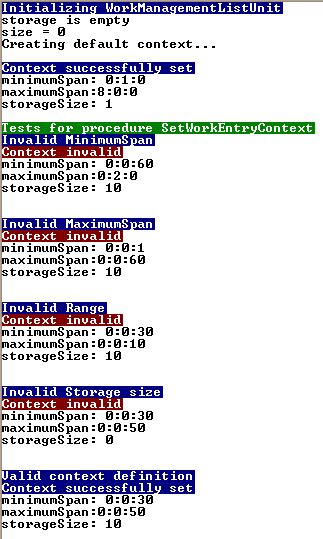 Initializing WorkManagementListUnit
storage is empty
size = 0
Creating default context...
Context successfully set
minimumSpan: 0:1:0
maximumSpan:8:0:0
storageSize: 1
Tests for procedure SetWorkEntryContext
Invalid MinimumSpan
Context invalid
minimumSpan: 0:0:60
maximumSpan:0:2:0
storageSize: 10
Invalid MaximumSpan
Context invalid
minimumSpan: 0:0:1
maximumSpan:0:0:60
storageSize: 10
Invalid Range
Context invalid
minimumSpan: 0:0:30
maximumSpan:0:0:10
storageSize: 10
Invalid Storage size
Context invalid
minimumSpan: 0:0:30
maximumSpan:0:0:50
storageSize: 0
Valid context definition
Context successfully set
minimumSpan: 0:0:30
maximumSpan:0:0:50
storageSize: 10